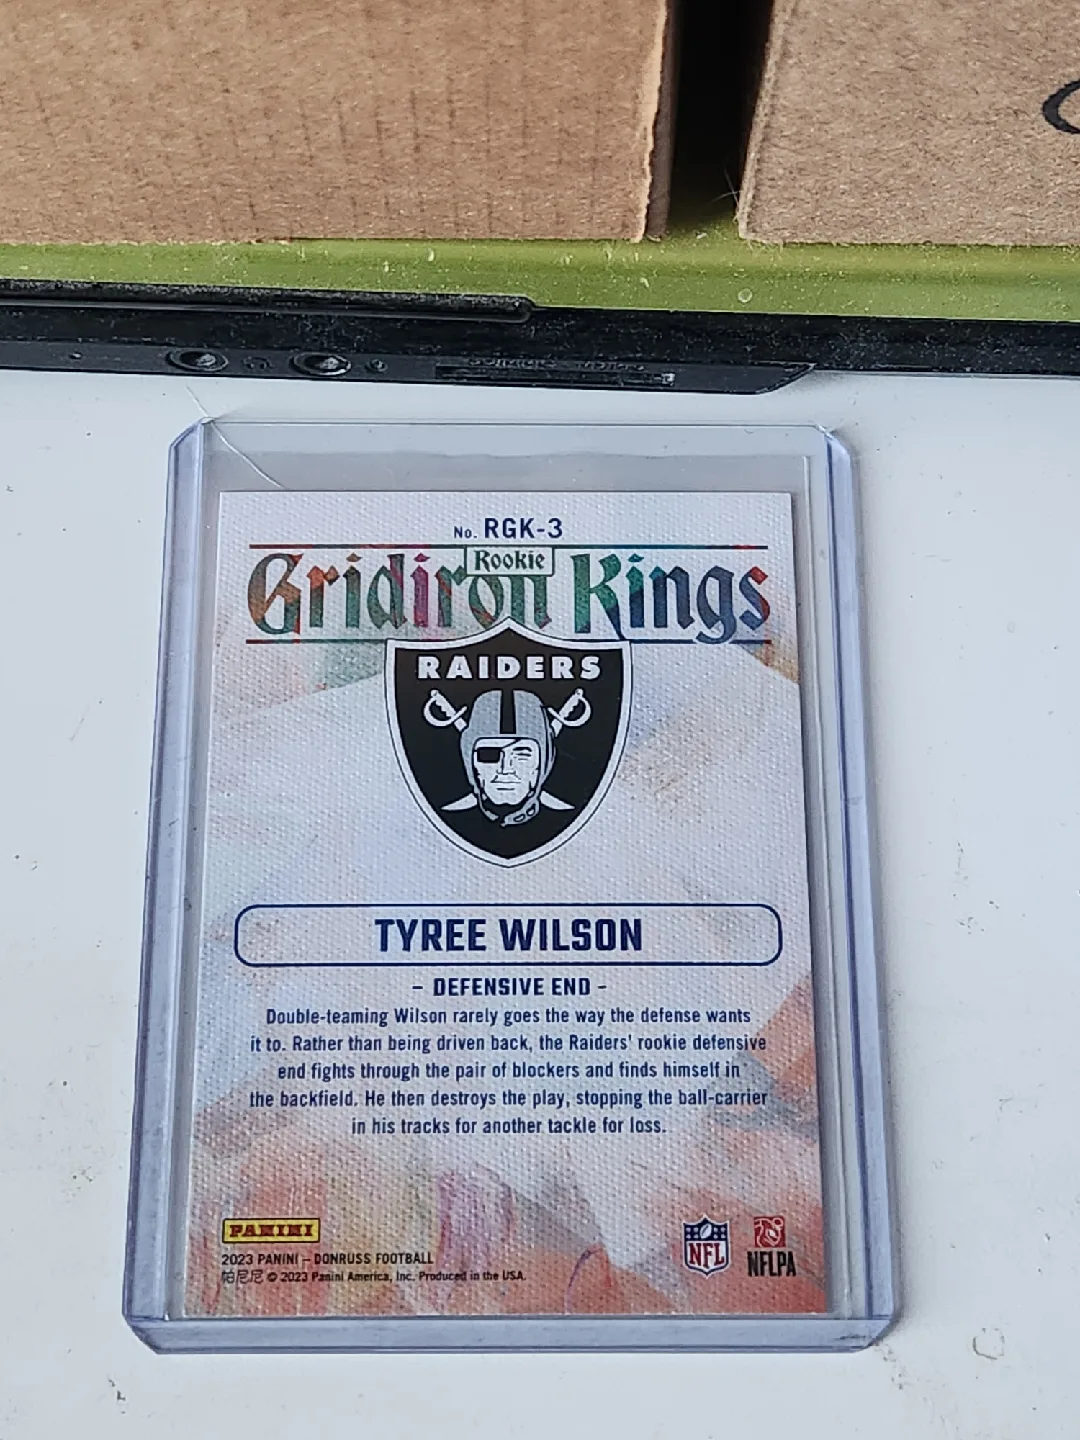 No. RGK-3
Rookie
Gridiron Kings
RAIDERS
TYREE WILSON
- DEFENSIVE END -
Double-teaming Wilson rarely goes the way the defense wants
it to. Rather than being driven back, the Raiders' rookie defensive
end fights through the pair of blockers and finds himself in
the backfield. He then destroys the play, stopping the ball-carrier
in his tracks for another tackle for loss.
PANINI
2023 PANINI – DONRUSS FOOTBALL
帕尼尼 © 2023 Panini America, Inc. Produced in the USA.
NFL
NFLPA